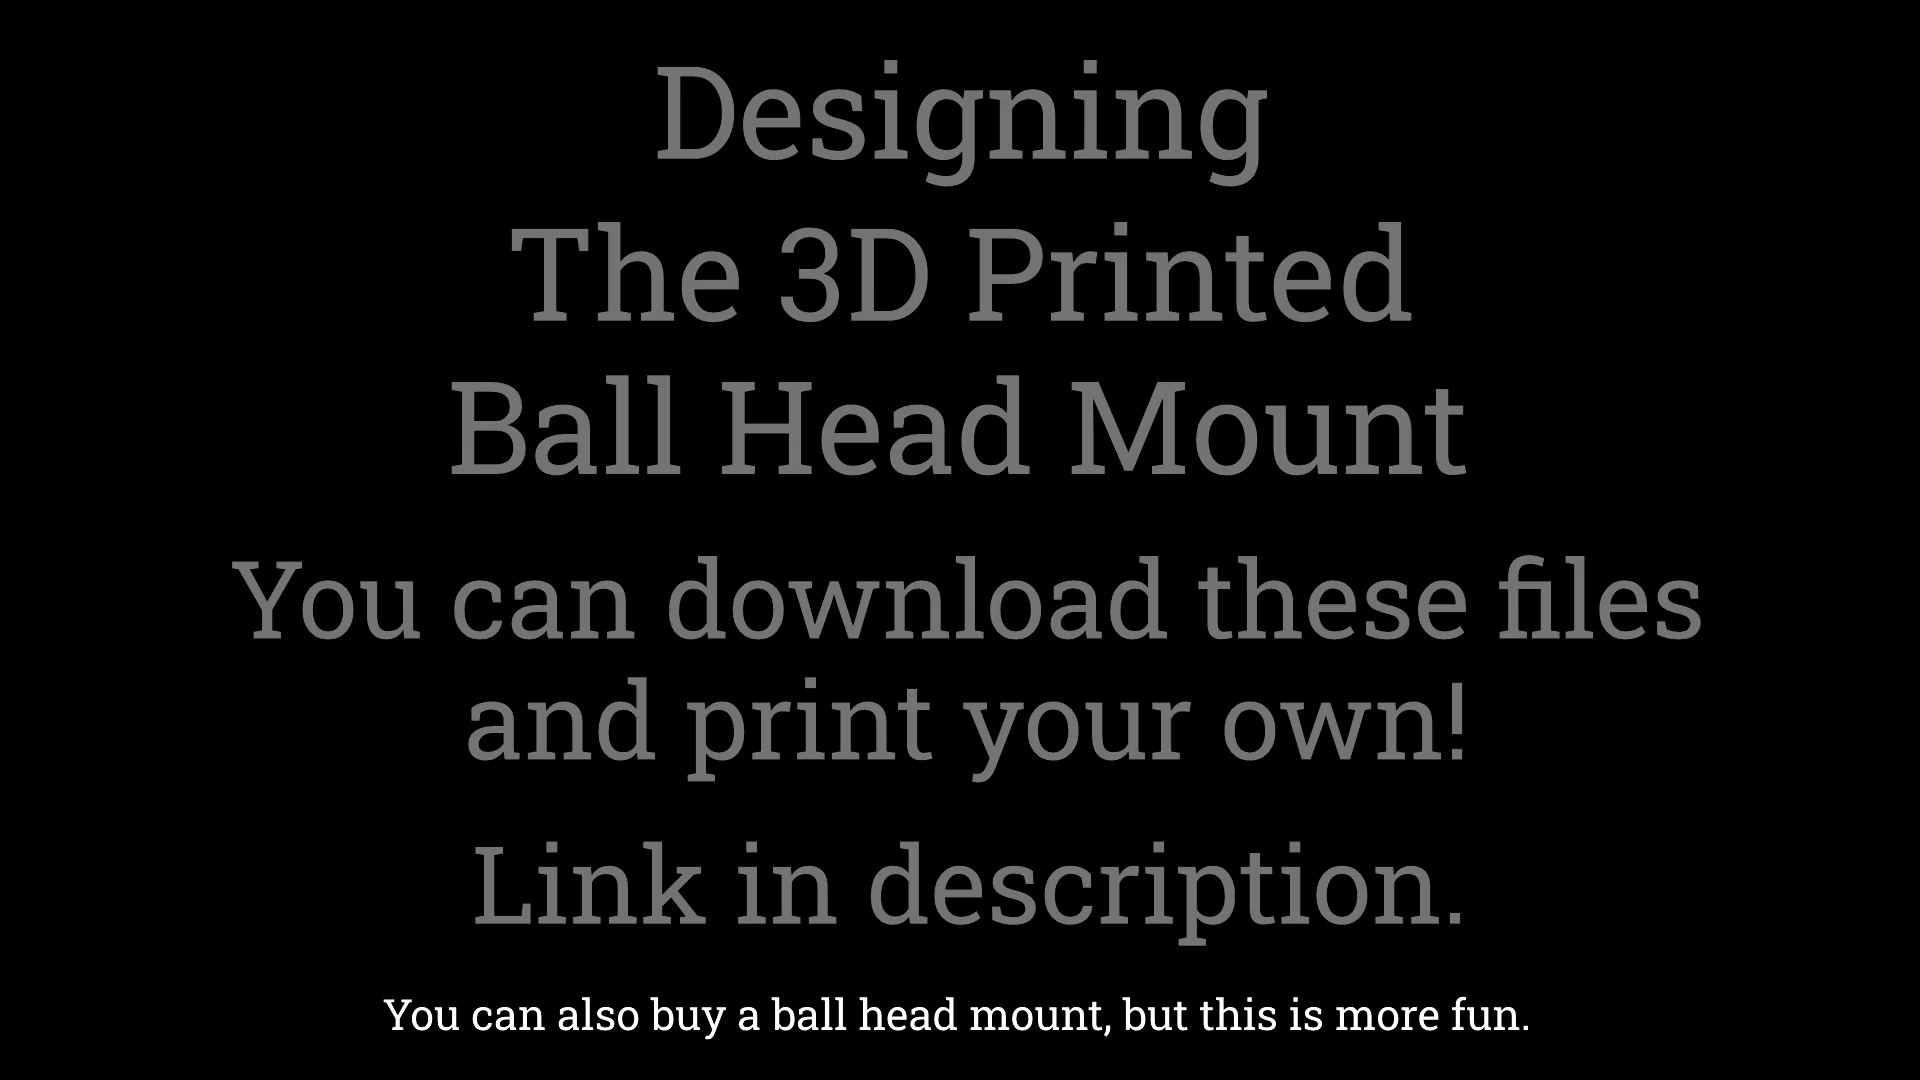 Designing
The 3D Printed
Ball Head Mount
You can download these files
and print your own!
Link in description.
You can also buy a ball head mount, but this is more fun.